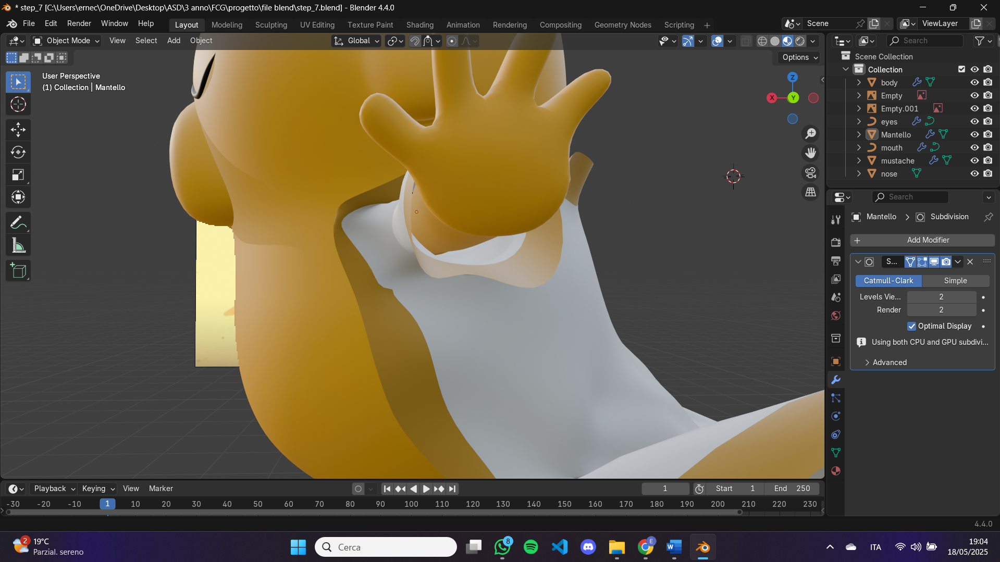 * step_7 [C:\Users\ernec\OneDrive\Desktop\ASD\3 anno\FCG\progetto\file blend\step_7.blend] - Blender 4.4.0
File Edit Render Window Help Layout Modeling Sculpting UV Editing Texture Paint Shading Animation Rendering Compositing Geometry Nodes Scripting + Scene ViewLayer
Object Mode View Select Add Object Global Search
Options
User Perspective
(1) Collection | Mantello
Z
X
Y
Scene Collection
Collection
body
Empty
Empty.001
eyes
Mantello
mouth
mustache
nose
Search
Mantello > Subdivision
+ Add Modifier
S...
Catmull-Clark Simple
Levels Vie... 2
Render 2
Optimal Display
Using both CPU and GPU subdivi...
Advanced
Playback Keying View Marker 1 Start 1 End 250
-30 -20 -10 1 10 20 30 40 50 60 70 80 90 100 110 120 130 140 150 160 170 180 190 200 210 220 230
4.4.0
2 19°C
Parzial. sereno
Cerca
8
E
W
ITA
19:04
18/05/2025